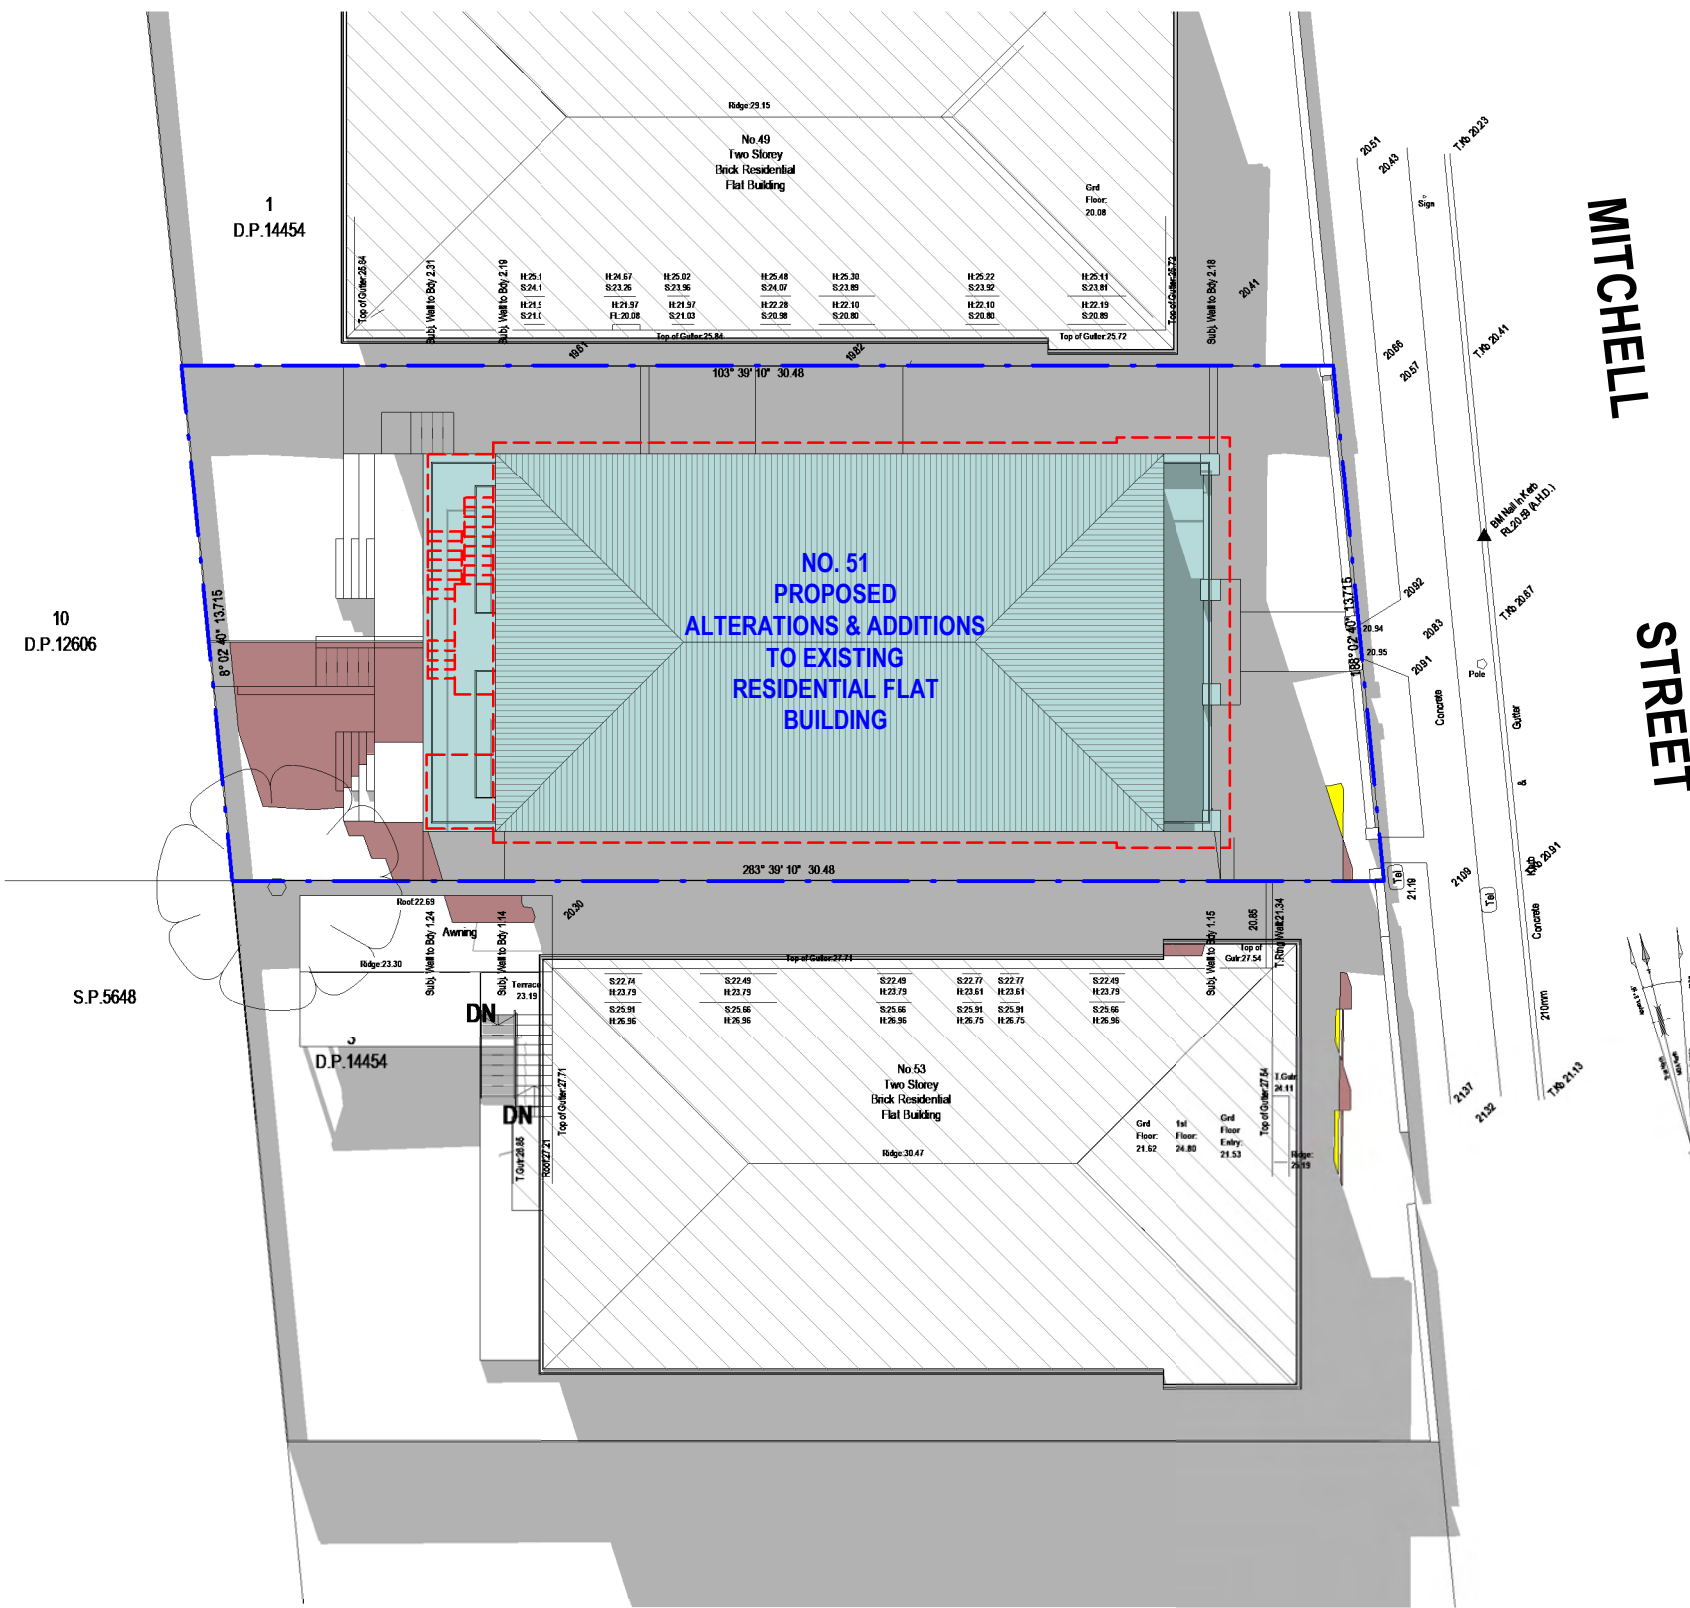 Ridge:29.15
No.49
Two Storey
Brick Residential
Flat Building
Grd
Floor:
20.08
1
D.P.14454
Top of Gutter:25.84
Subj. Wall to Bdy 2.31
Subj. Wall to Bdy 2.19
H:24.67
S:23.26
H:21.97
FL:20.08
H:25.02
S:23.96
H:21.97
S:21.03
H:25.48
S:24.07
H:22.28
S:20.98
H:25.30
S:23.89
H:22.10
S:20.80
H:25.22
S:23.92
H:22.10
S:20.80
H:25.11
S:23.81
H:22.19
S:20.89
Top of Gutter:25.72
Subj. Wall to Bdy 2.18
20.41
Top of Gutter:25.84
Top of Gutter:25.72
19.61
19.82
103° 39' 10" 30.48
20.51
20.43
T.Kb 20.23
Sign
MITCHELL
T.Kb 20.41
20.66
20.57
BM Nail in Kerb
RL.20.59 (A.H.D.)
NO. 51
PROPOSED
ALTERATIONS & ADDITIONS
TO EXISTING
RESIDENTIAL FLAT
BUILDING
10
D.P.12606
8° 02' 40" 13.715
188° 02' 40" 13.715
20.92
20.94
20.83
T.Kb 20.67
20.95
20.91
Pole
Concrete
Gutter
&
STREET
283° 39' 10" 30.48
Tel
21.19
21.09
Tel
Concrete
210mm
Roof:22.69
Awning
Ridge:23.30
Subj. Wall to Bdy 1.24
Subj. Wall to Bdy 1.14
20.30
Top of Gutter:27.71
Subj. Wall to Bdy 1.15
20.85
Top of
Gutr:27.54
S.P.5648
Terrace
23.19
DN
S:22.74
H:23.79
S:25.91
H:26.96
S:22.49
H:23.79
S:25.66
H:26.96
S:22.49
H:23.79
S:25.66
H:26.96
S:22.77
H:23.61
S:25.91
H:26.75
S:22.77
H:23.61
S:25.91
H:26.75
S:22.49
H:23.79
S:25.66
H:26.96
D.P.14454
DN
Top of Gutter:27.71
No.53
Two Storey
Brick Residential
Flat Building
Top of Gutter:27.54
T.Gutr
24.11
Grd
Floor:
21.62
1st
Floor:
24.80
Grd
Floor
Entry:
21.53
Ridge:30.47
Ridge:
25.19
T.Gutr:26.85
Roof:27.21
21.37
21.32
T.Kb 21.13